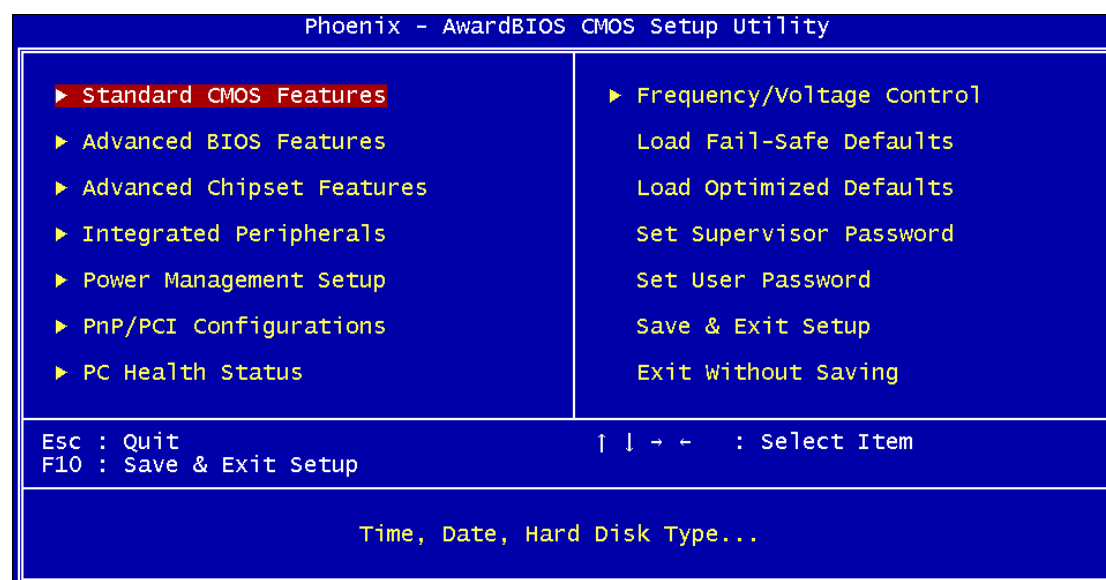 Phoenix - AwardBIOS CMOS Setup Utility
▶ Standard CMOS Features
▶ Advanced BIOS Features
▶ Advanced Chipset Features
▶ Integrated Peripherals
▶ Power Management Setup
▶ PnP/PCI Configurations
▶ PC Health Status
▶ Frequency/Voltage Control
Load Fail-Safe Defaults
Load Optimized Defaults
Set Supervisor Password
Set User Password
Save & Exit Setup
Exit Without Saving
Esc : Quit
F10 : Save & Exit Setup
↑ ↓ → ← : Select Item
Time, Date, Hard Disk Type...